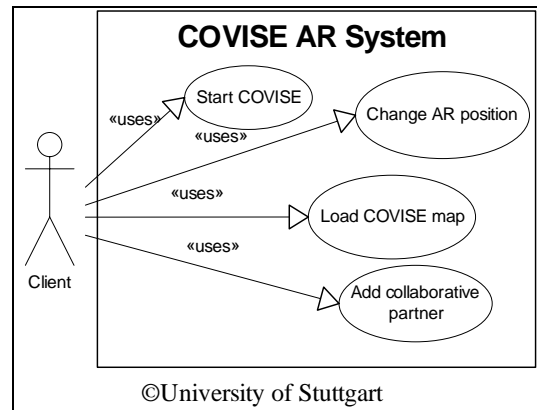 COVISE AR System
Start COVISE
«uses»
«uses»
Change AR position
«uses»
Load COVISE map
«uses»
Client
Add collaborative
partner
©University of Stuttgart